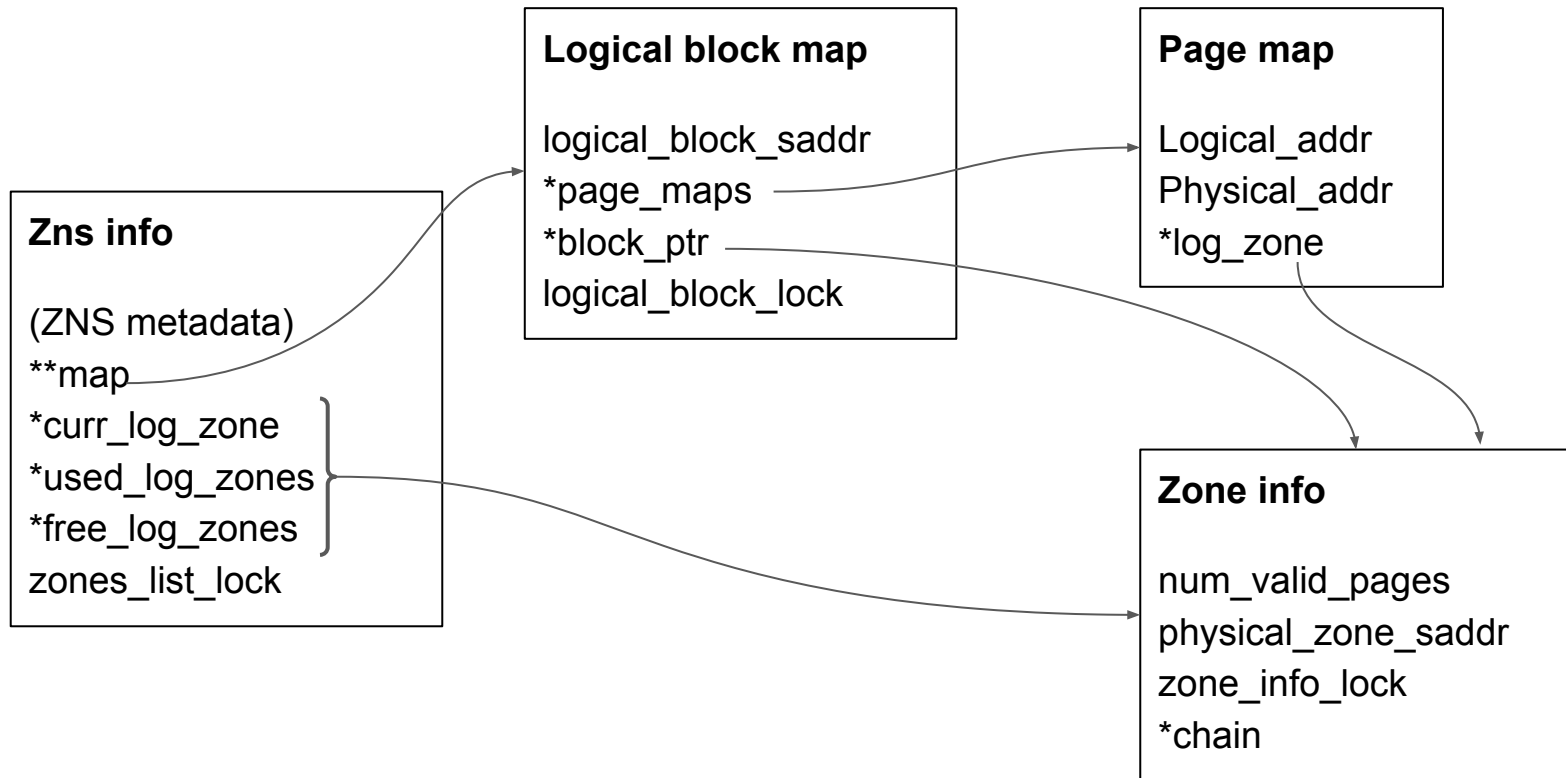 Logical block map
logical_block_saddr
*page_maps
*block_ptr
logical_block_lock
Page map
Logical_addr
Physical_addr
*log_zone
Zns info
(ZNS metadata)
**map
*curr_log_zone
*used_log_zones
*free_log_zones
zones_list_lock
Zone info
num_valid_pages
physical_zone_saddr
zone_info_lock
*chain